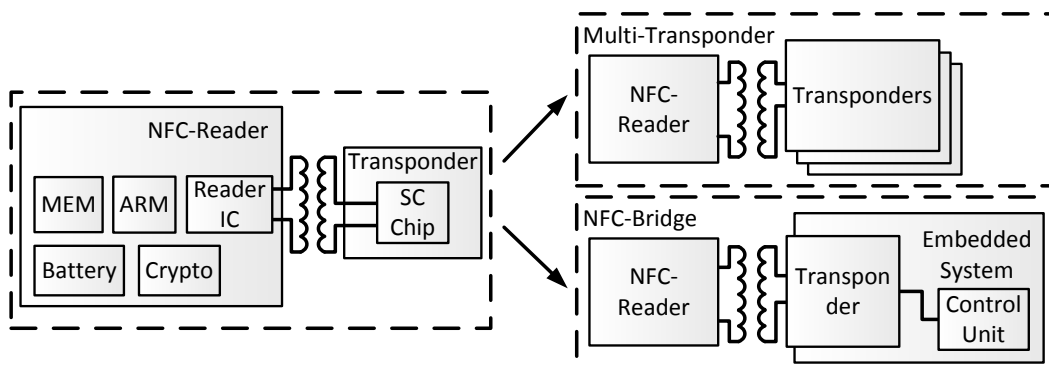 NFC-Reader
MEM
ARM
Reader
IC
Battery
Crypto
Transponder
SC
Chip
Multi-Transponder
NFC-
Reader
Transponders
NFC-Bridge
NFC-
Reader
Transpon
der
Embedded
System
Control
Unit